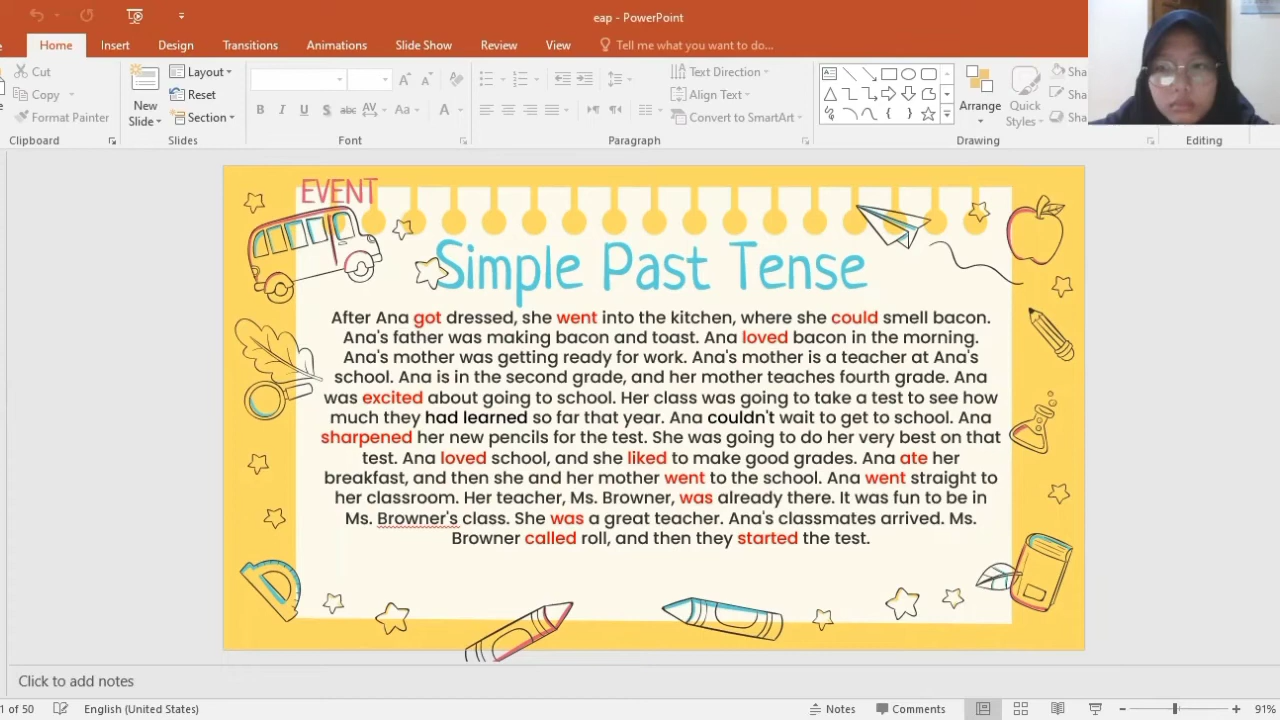 eap - PowerPoint
Home Insert Design Transitions Animations Slide Show Review View Tell me what you want to do...
Cut
Copy
Format Painter
Clipboard
New Slide
Layout
Reset
Section
Slides
B I U S abc AV Aa A
Font
Paragraph
Text Direction
Align Text
Convert to SmartArt
Arrange
Quick Styles
Sha
Sha
Sha
Drawing
Editing
EVENT
Simple Past Tense
After Ana got dressed, she went into the kitchen, where she could smell bacon.
Ana's father was making bacon and toast. Ana loved bacon in the morning.
Ana's mother was getting ready for work. Ana's mother is a teacher at Ana's
school. Ana is in the second grade, and her mother teaches fourth grade. Ana
was excited about going to school. Her class was going to take a test to see how
much they had learned so far that year. Ana couldn't wait to get to school. Ana
sharpened her new pencils for the test. She was going to do her very best on that
test. Ana loved school, and she liked to make good grades. Ana ate her
breakfast, and then she and her mother went to the school. Ana went straight to
her classroom. Her teacher, Ms. Browner, was already there. It was fun to be in
Ms. Browner's class. She was a great teacher. Ana's classmates arrived. Ms.
Browner called roll, and then they started the test.
Click to add notes
1 of 50 English (United States) Notes Comments 91%